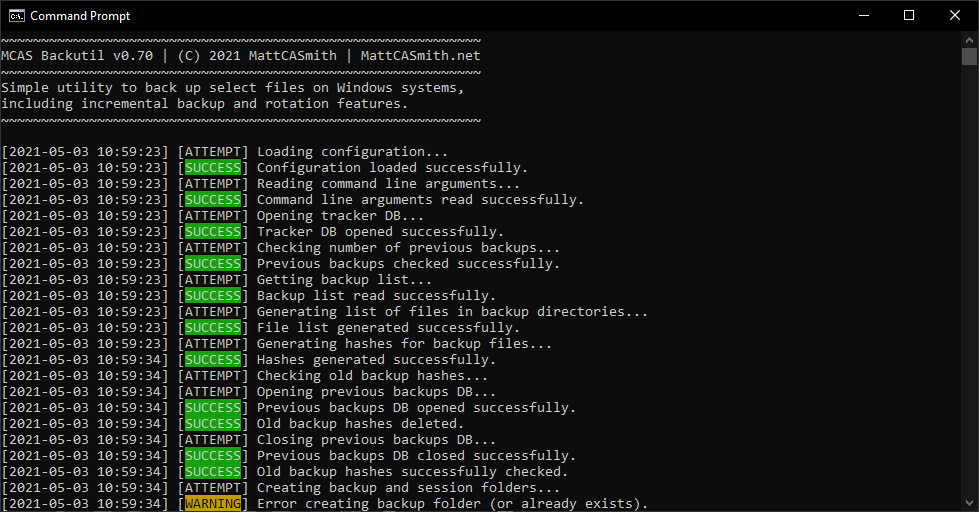 Command Prompt
~~~~~~~~~~~~~~~~~~~~~~~~~~~~~~~~~~~~~~~~~~~~~~~~~~~~~~~~~~~~
MCAS Backutil v0.70 | (C) 2021 MattCASmith | MattCASmith.net
~~~~~~~~~~~~~~~~~~~~~~~~~~~~~~~~~~~~~~~~~~~~~~~~~~~~~~~~~~~~
Simple utility to back up select files on Windows systems,
including incremental backup and rotation features.
~~~~~~~~~~~~~~~~~~~~~~~~~~~~~~~~~~~~~~~~~~~~~~~~~~~~~~~~~~~~
[2021-05-03 10:59:23] [ATTEMPT] Loading configuration...
[2021-05-03 10:59:23] [SUCCESS] Configuration loaded successfully.
[2021-05-03 10:59:23] [ATTEMPT] Reading command line arguments...
[2021-05-03 10:59:23] [SUCCESS] Command line arguments read successfully.
[2021-05-03 10:59:23] [ATTEMPT] Opening tracker DB...
[2021-05-03 10:59:23] [SUCCESS] Tracker DB opened successfully.
[2021-05-03 10:59:23] [ATTEMPT] Checking number of previous backups...
[2021-05-03 10:59:23] [SUCCESS] Previous backups checked successfully.
[2021-05-03 10:59:23] [ATTEMPT] Getting backup list...
[2021-05-03 10:59:23] [SUCCESS] Backup list read successfully.
[2021-05-03 10:59:23] [ATTEMPT] Generating list of files in backup directories...
[2021-05-03 10:59:23] [SUCCESS] File list generated successfully.
[2021-05-03 10:59:23] [ATTEMPT] Generating hashes for backup files...
[2021-05-03 10:59:34] [SUCCESS] Hashes generated successfully.
[2021-05-03 10:59:34] [ATTEMPT] Checking old backup hashes...
[2021-05-03 10:59:34] [ATTEMPT] Opening previous backups DB...
[2021-05-03 10:59:34] [SUCCESS] Previous backups DB opened successfully.
[2021-05-03 10:59:34] [SUCCESS] Old backup hashes deleted.
[2021-05-03 10:59:34] [ATTEMPT] Closing previous backups DB...
[2021-05-03 10:59:34] [SUCCESS] Previous backups DB closed successfully.
[2021-05-03 10:59:34] [SUCCESS] Old backup hashes successfully checked.
[2021-05-03 10:59:34] [ATTEMPT] Creating backup and session folders...
[2021-05-03 10:59:34] [WARNING] Error creating backup folder (or already exists).